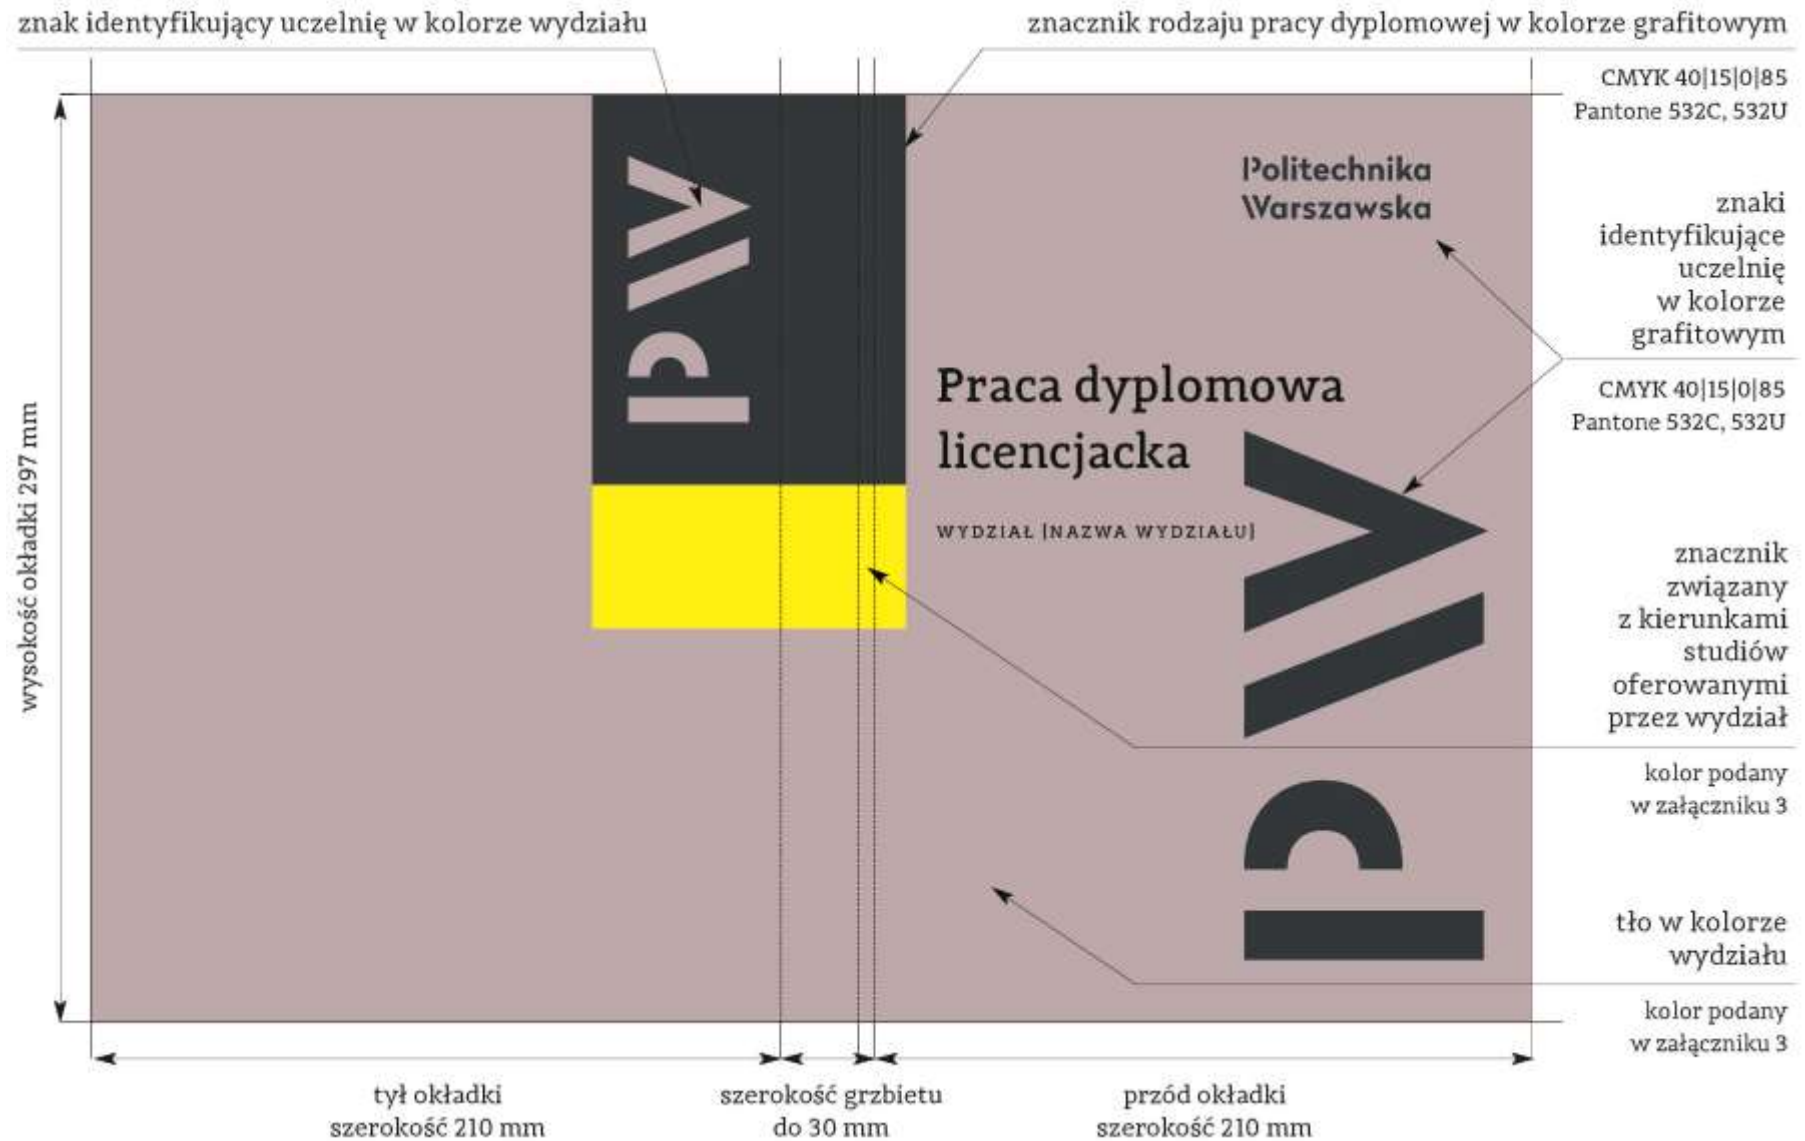 znak identyfikujący uczelnię w kolorze wydziału
znacznik rodzaju pracy dyplomowej w kolorze grafitowym
CMYK 40|15|0|85
Pantone 532C, 532U
PW
Politechnika
Warszawska
znaki
identyfikujące
uczelnię
w kolorze
grafitowym
CMYK 40|15|0|85
Pantone 532C, 532U
Praca dyplomowa
licencjacka
WYDZIAŁ [NAZWA WYDZIAŁU]
PW
znacznik
związany
z kierunkami
studiów
oferowanymi
przez wydział
kolor podany
w załączniku 3
tło w kolorze
wydziału
kolor podany
w załączniku 3
wysokość okładki 297 mm
tył okładki
szerokość 210 mm
szerokość grzbietu
do 30 mm
przód okładki
szerokość 210 mm